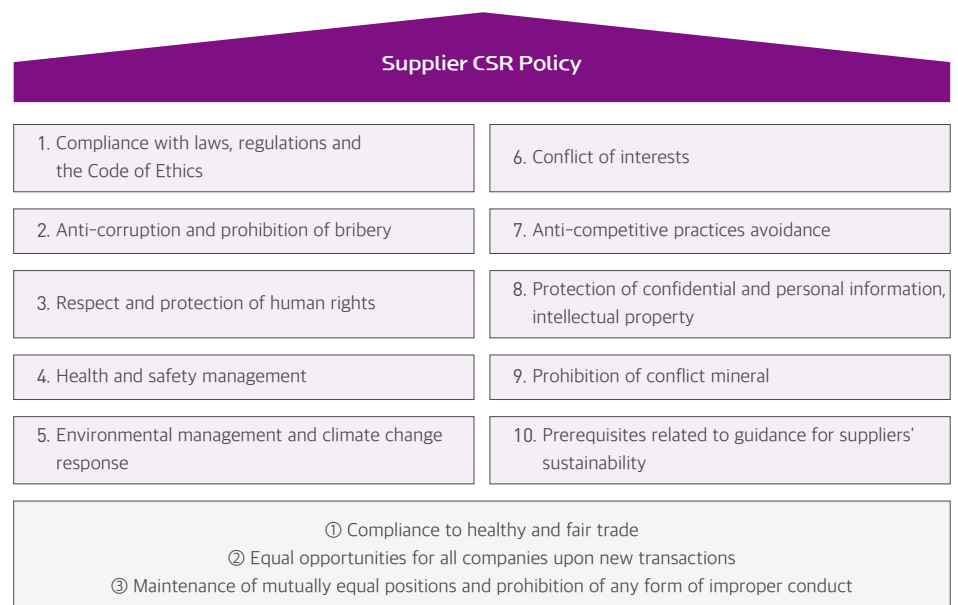 Supplier CSR Policy
1. Compliance with laws, regulations and
the Code of Ethics
2. Anti-corruption and prohibition of bribery
3. Respect and protection of human rights
4. Health and safety management
5. Environmental management and climate change
response
6. Conflict of interests
7. Anti-competitive practices avoidance
8. Protection of confidential and personal information,
intellectual property
9. Prohibition of conflict mineral
10. Prerequisites related to guidance for suppliers'
sustainability
① Compliance to healthy and fair trade
② Equal opportunities for all companies upon new transactions
③ Maintenance of mutually equal positions and prohibition of any form of improper conduct